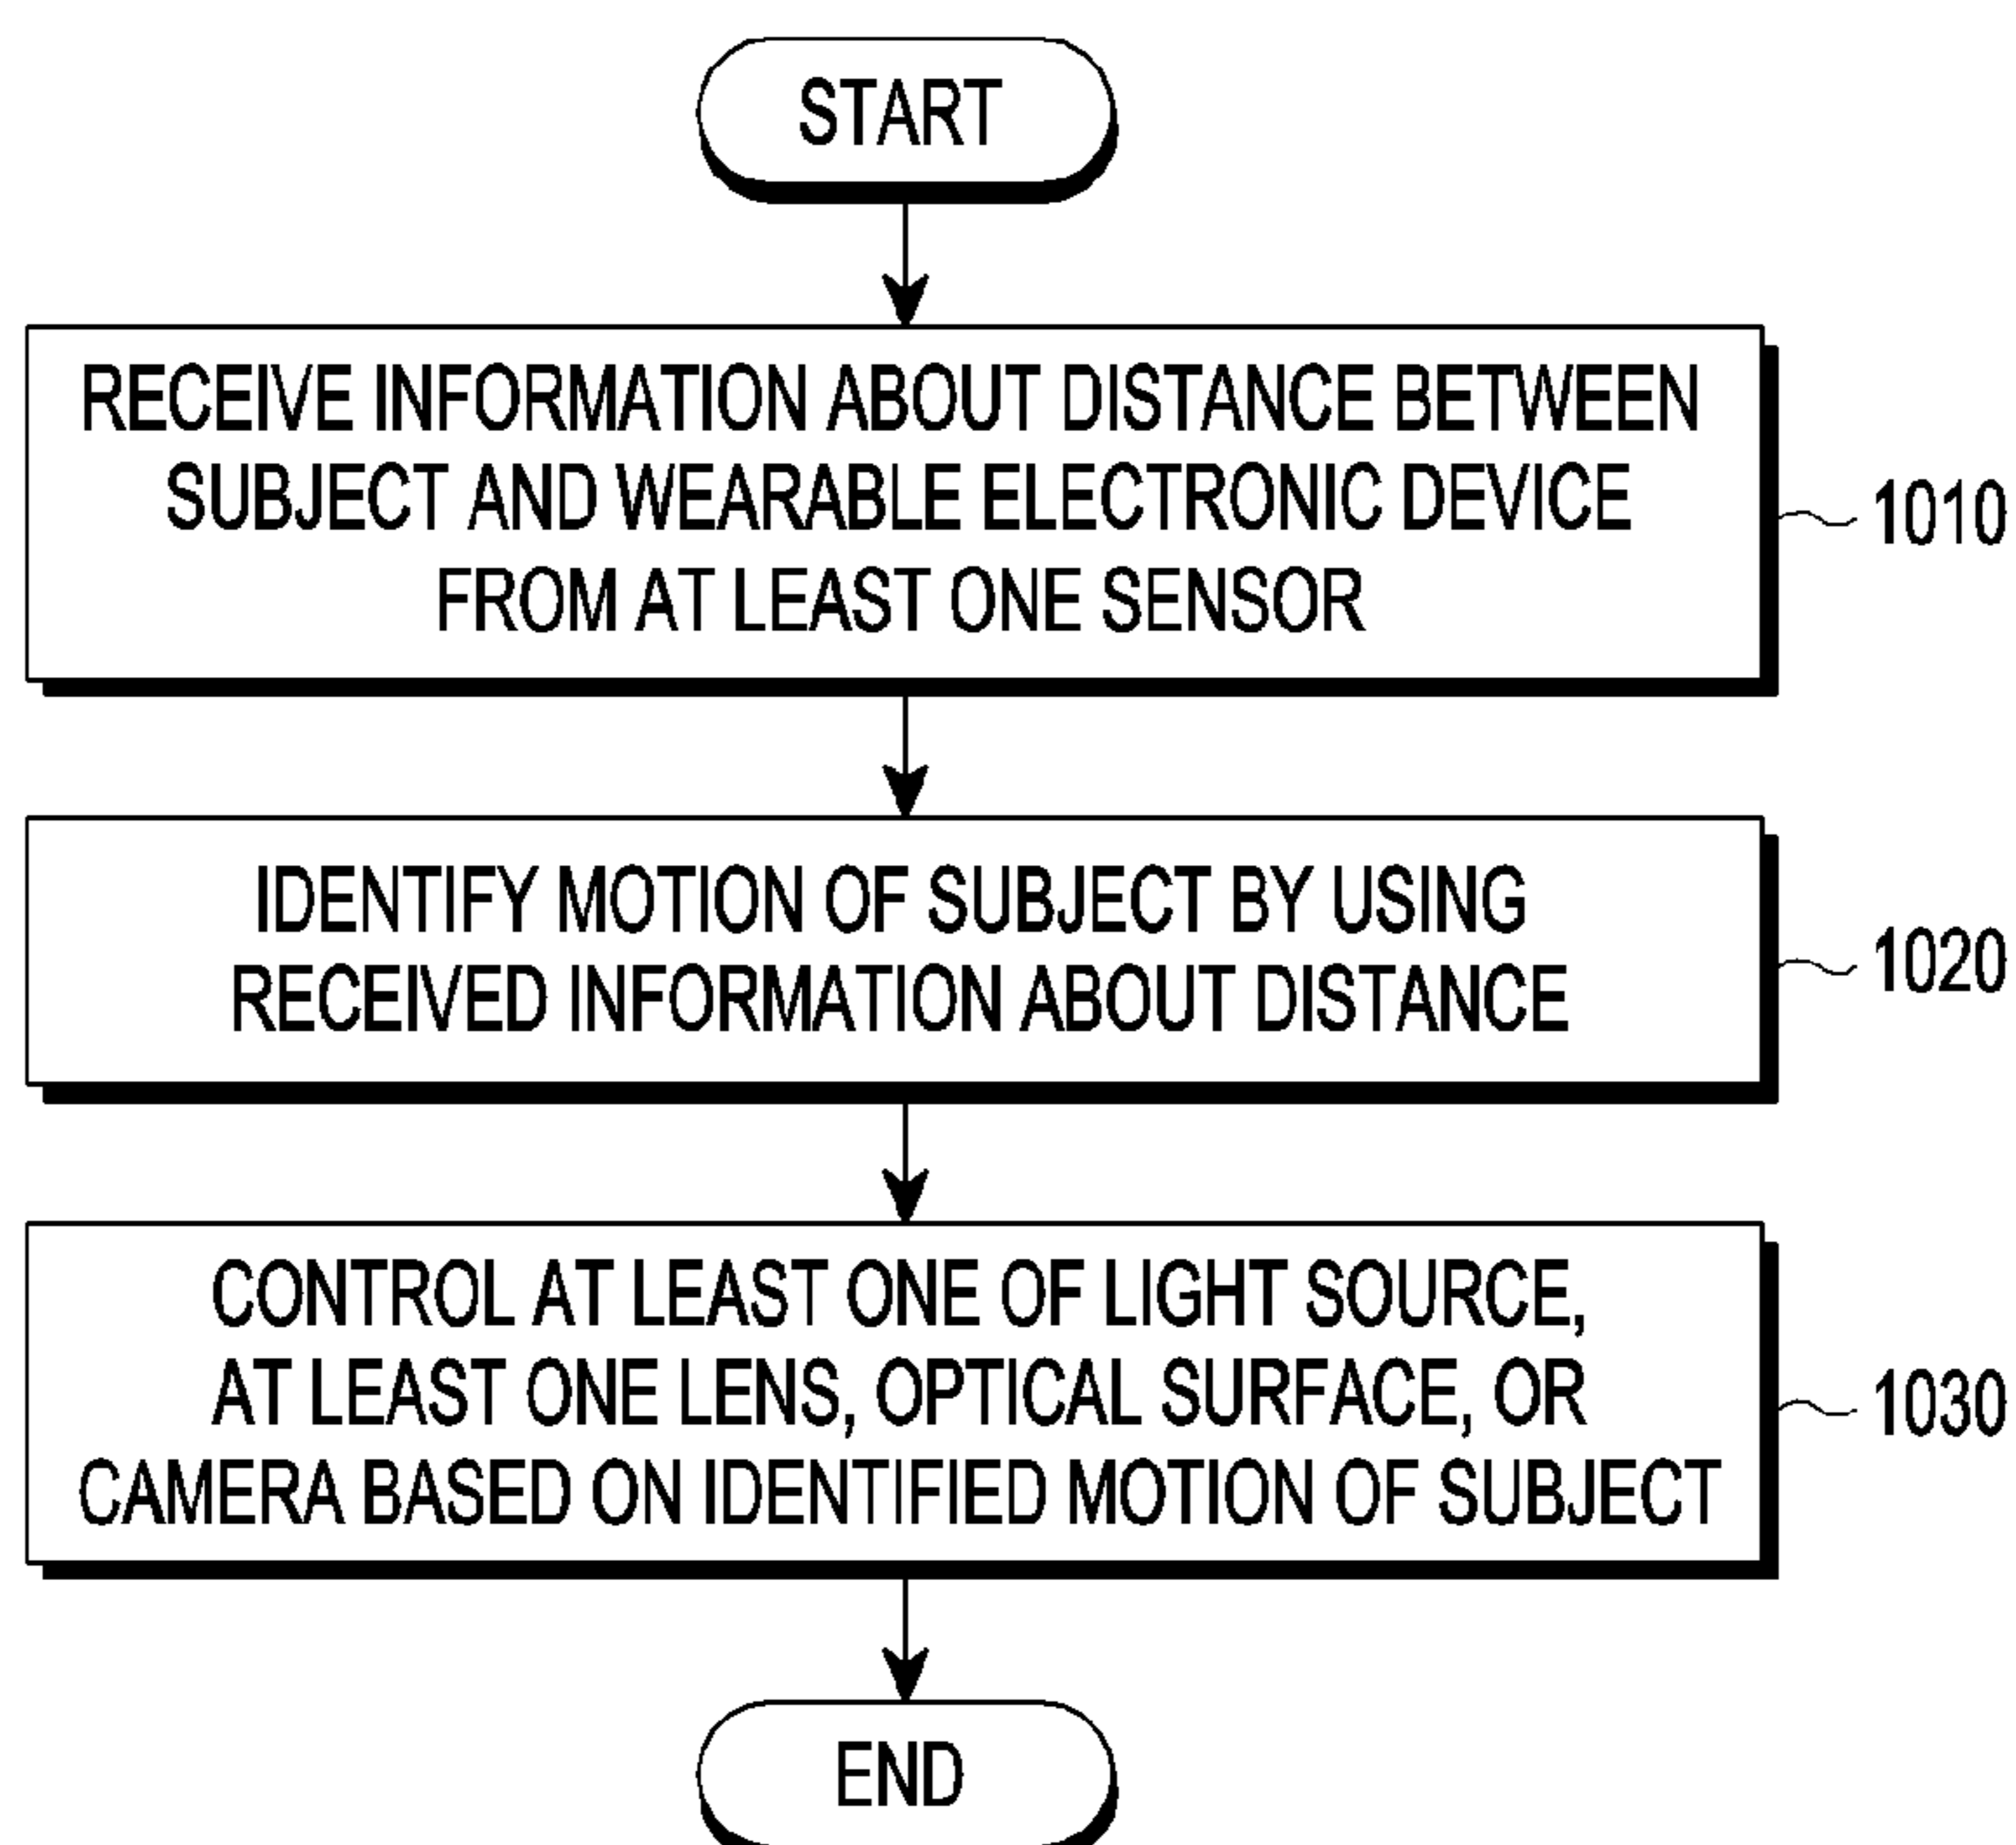 START
RECEIVE INFORMATION ABOUT DISTANCE BETWEEN
SUBJECT AND WEARABLE ELECTRONIC DEVICE
FROM AT LEAST ONE SENSOR
1010
IDENTIFY MOTION OF SUBJECT BY USING
RECEIVED INFORMATION ABOUT DISTANCE
1020
CONTROL AT LEAST ONE OF LIGHT SOURCE,
AT LEAST ONE LENS, OPTICAL SURFACE, OR
CAMERA BASED ON IDENTIFIED MOTION OF SUBJECT
1030
END